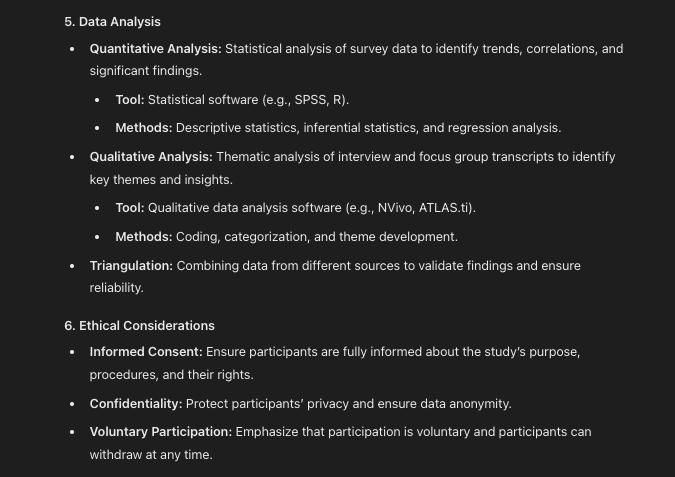 5. Data Analysis
• Quantitative Analysis: Statistical analysis of survey data to identify trends, correlations, and
significant findings.
• Tool: Statistical software (e.g., SPSS, R).
• Methods: Descriptive statistics, inferential statistics, and regression analysis.
• Qualitative Analysis: Thematic analysis of interview and focus group transcripts to identify
key themes and insights.
• Tool: Qualitative data analysis software (e.g., NVivo, ATLAS.ti).
• Methods: Coding, categorization, and theme development.
• Triangulation: Combining data from different sources to validate findings and ensure
reliability.
6. Ethical Considerations
• Informed Consent: Ensure participants are fully informed about the study’s purpose,
procedures, and their rights.
• Confidentiality: Protect participants’ privacy and ensure data anonymity.
• Voluntary Participation: Emphasize that participation is voluntary and participants can
withdraw at any time.